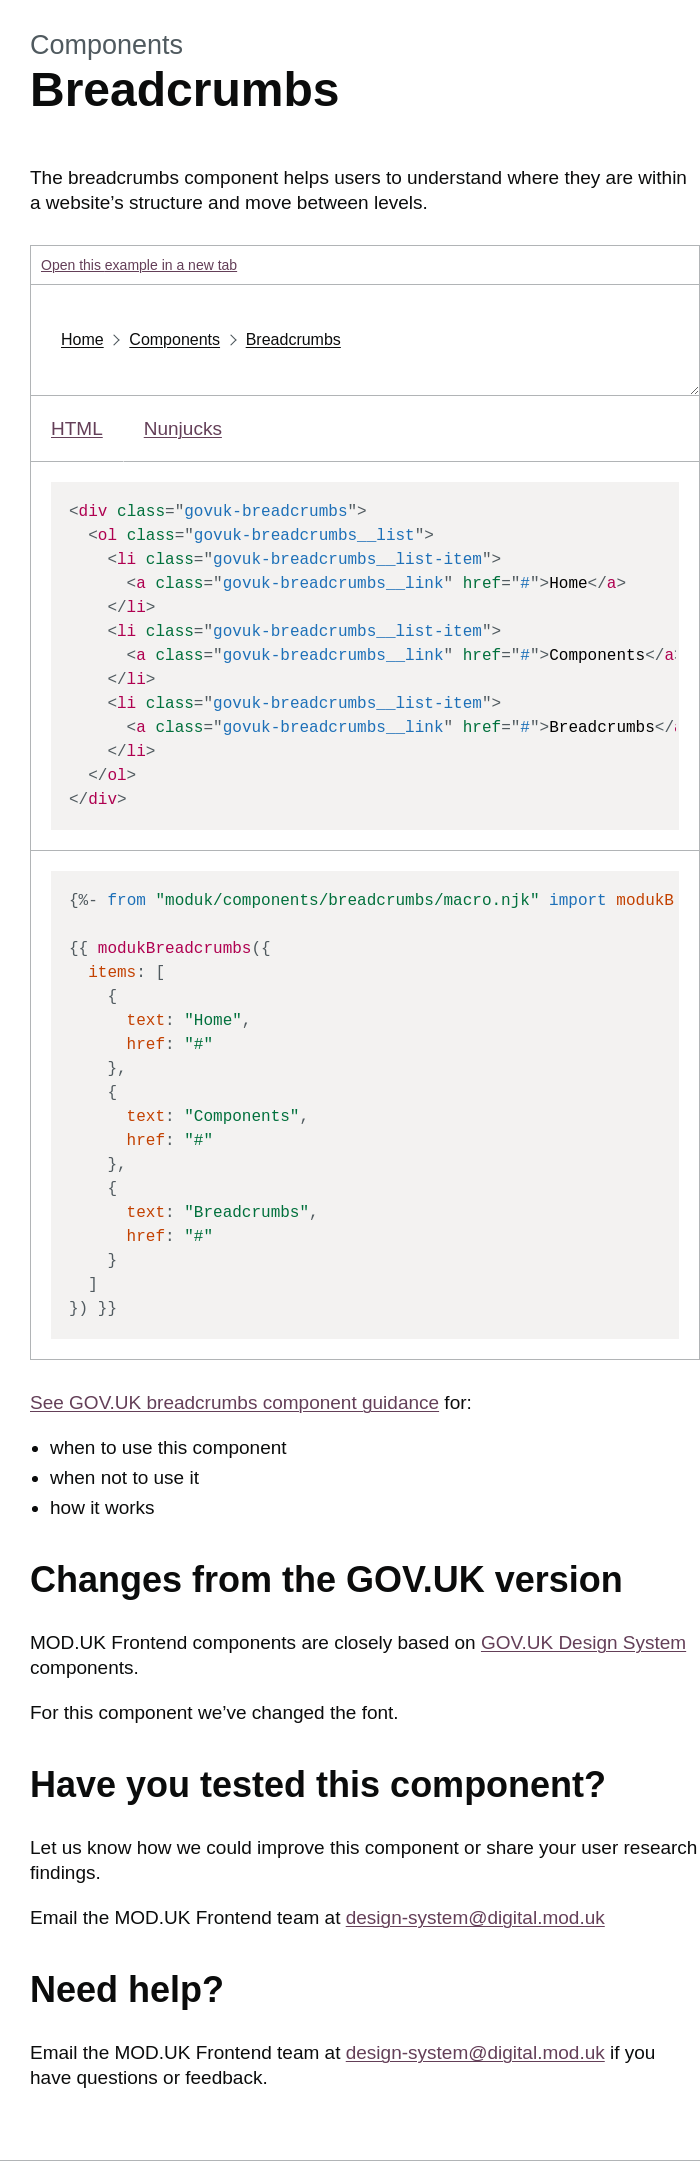 Components
Breadcrumbs
The breadcrumbs component helps users to understand where they are within
a website’s structure and move between levels.
Open this example in a new tab
Home
Components
Breadcrumbs
HTML
Nunjucks
<div class="govuk-breadcrumbs">
  <ol class="govuk-breadcrumbs__list">
    <li class="govuk-breadcrumbs__list-item">
      <a class="govuk-breadcrumbs__link" href="#">Home</a>
    </li>
    <li class="govuk-breadcrumbs__list-item">
      <a class="govuk-breadcrumbs__link" href="#">Components</a>
    </li>
    <li class="govuk-breadcrumbs__list-item">
      <a class="govuk-breadcrumbs__link" href="#">Breadcrumbs</a
    </li>
  </ol>
</div>
{%- from "moduk/components/breadcrumbs/macro.njk" import modukB
{{ modukBreadcrumbs({
  items: [
    {
      text: "Home",
      href: "#"
    },
    {
      text: "Components",
      href: "#"
    },
    {
      text: "Breadcrumbs",
      href: "#"
    }
  ]
}) }}
See GOV.UK breadcrumbs component guidance for:
• when to use this component
• when not to use it
• how it works
Changes from the GOV.UK version
MOD.UK Frontend components are closely based on GOV.UK Design System
components.
For this component we’ve changed the font.
Have you tested this component?
Let us know how we could improve this component or share your user research
findings.
Email the MOD.UK Frontend team at design-system@digital.mod.uk
Need help?
Email the MOD.UK Frontend team at design-system@digital.mod.uk if you
have questions or feedback.